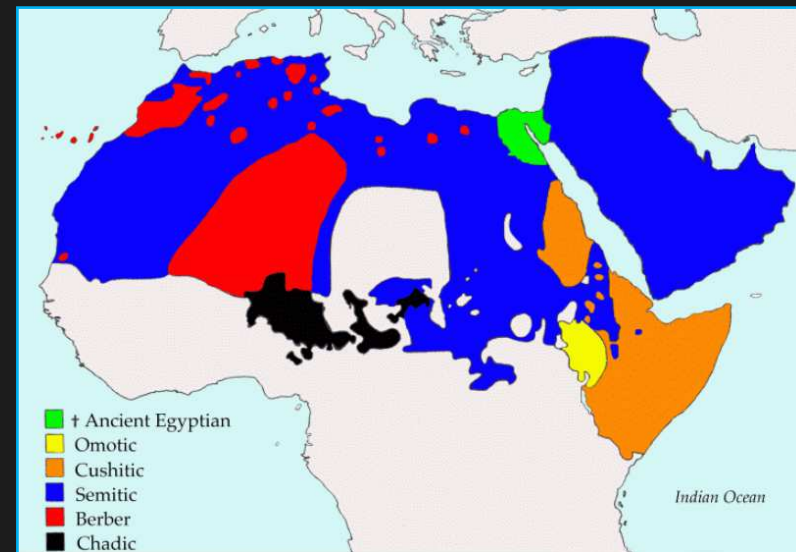 † Ancient Egyptian
Omotic
Cushitic
Semitic
Berber
Chadic
Indian Ocean